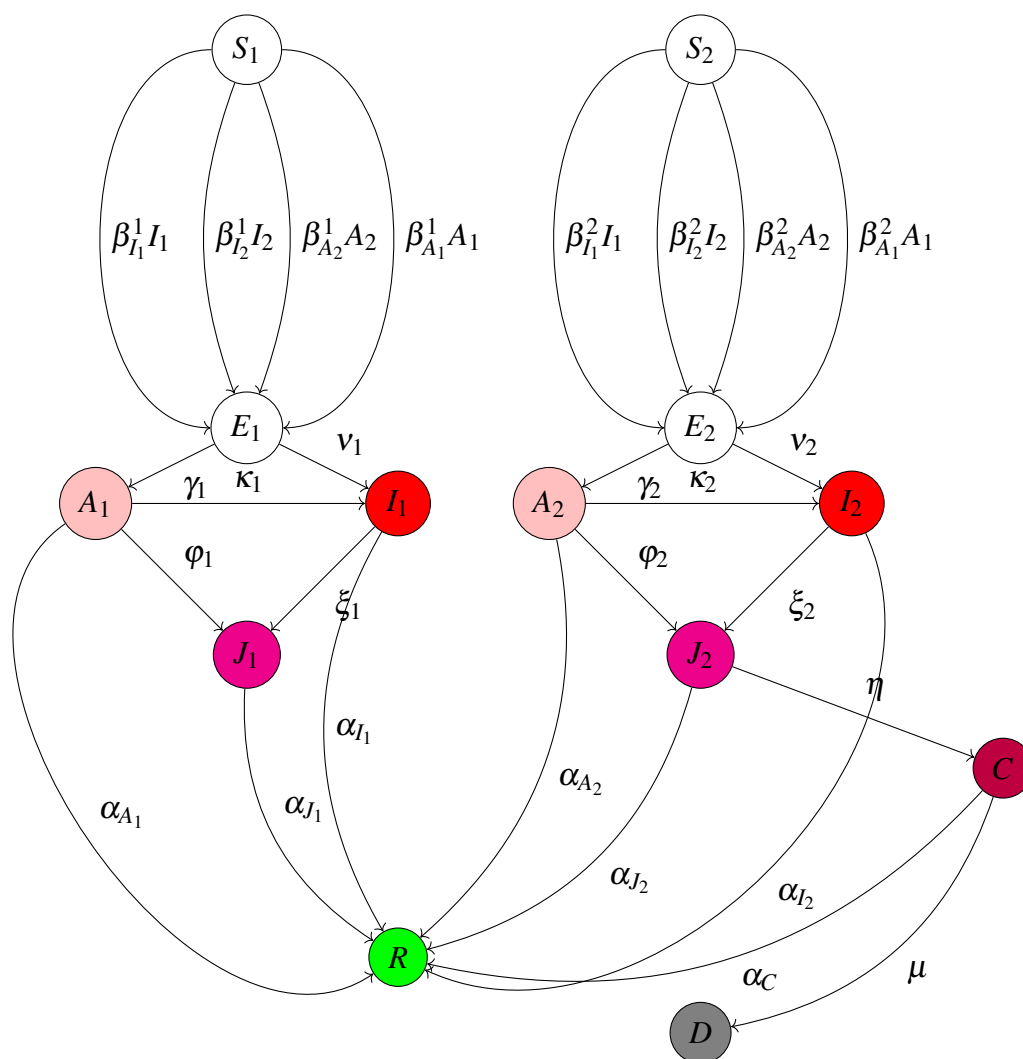 S₁ S₂
β¹_{I₁}I₁ β¹_{I₂}I₂ β¹_{A₂}A₂ β¹_{A₁}A₁ β²_{I₁}I₁ β²_{I₂}I₂ β²_{A₂}A₂ β²_{A₁}A₁
E₁ ν₁ E₂ ν₂
A₁ γ₁ κ₁ I₁ A₂ γ₂ κ₂ I₂
φ₁ φ₂
ξ₁ ξ₂
J₁ J₂
η
α_{I₁} C
α_{A₁} α_{J₁} α_{A₂}
α_{J₂} α_{I₂}
R α_C μ
D